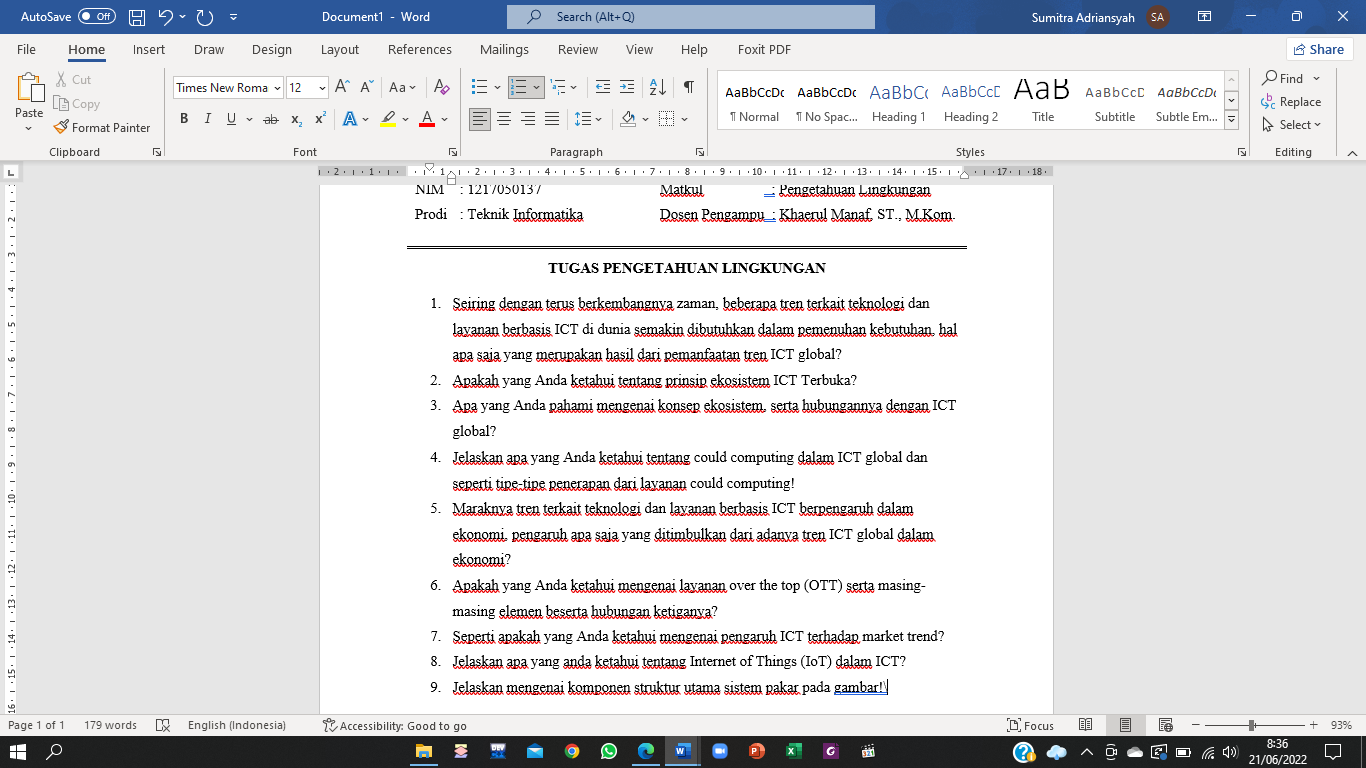 AutoSave Off Document1 - Word Search (Alt+Q) Sumitra Adriansyah SA
File Home Insert Draw Design Layout References Mailings Review View Help Foxit PDF Share
Paste Cut Copy Format Painter
Times New Roma 12
AaBbCcDc AaBbCcDc AaBbCc AaBbCcD AaB AaBbCcD AaBbCcDc
¶ Normal ¶ No Spac... Heading 1 Heading 2 Title Subtitle Subtle Em...
Find Replace Select
Clipboard Font Paragraph Styles Editing
NIM : 1217050137 Matkul : Pengetahuan Lingkungan
Prodi : Teknik Informatika Dosen Pengampu : Khaerul Manaf, ST., M.Kom.
TUGAS PENGETAHUAN LINGKUNGAN
1. Seiring dengan terus berkembangnya zaman, beberapa tren terkait teknologi dan
layanan berbasis ICT di dunia semakin dibutuhkan dalam pemenuhan kebutuhan, hal
apa saja yang merupakan hasil dari pemanfaatan tren ICT global?
2. Apakah yang Anda ketahui tentang prinsip ekosistem ICT Terbuka?
3. Apa yang Anda pahami mengenai konsep ekosistem, serta hubungannya dengan ICT
global?
4. Jelaskan apa yang Anda ketahui tentang could computing dalam ICT global dan
seperti tipe-tipe penerapan dari layanan could computing!
5. Maraknya tren terkait teknologi dan layanan berbasis ICT berpengaruh dalam
ekonomi, pengaruh apa saja yang ditimbulkan dari adanya tren ICT global dalam
ekonomi?
6. Apakah yang Anda ketahui mengenai layanan over the top (OTT) serta masing-
masing elemen beserta hubungan ketiganya?
7. Seperti apakah yang Anda ketahui mengenai pengaruh ICT terhadap market trend?
8. Jelaskan apa yang anda ketahui tentang Internet of Things (IoT) dalam ICT?
9. Jelaskan mengenai komponen struktur utama sistem pakar pada gambar!\
Page 1 of 1 179 words English (Indonesia) Accessibility: Good to go Focus 93%
8:36
21/06/2022